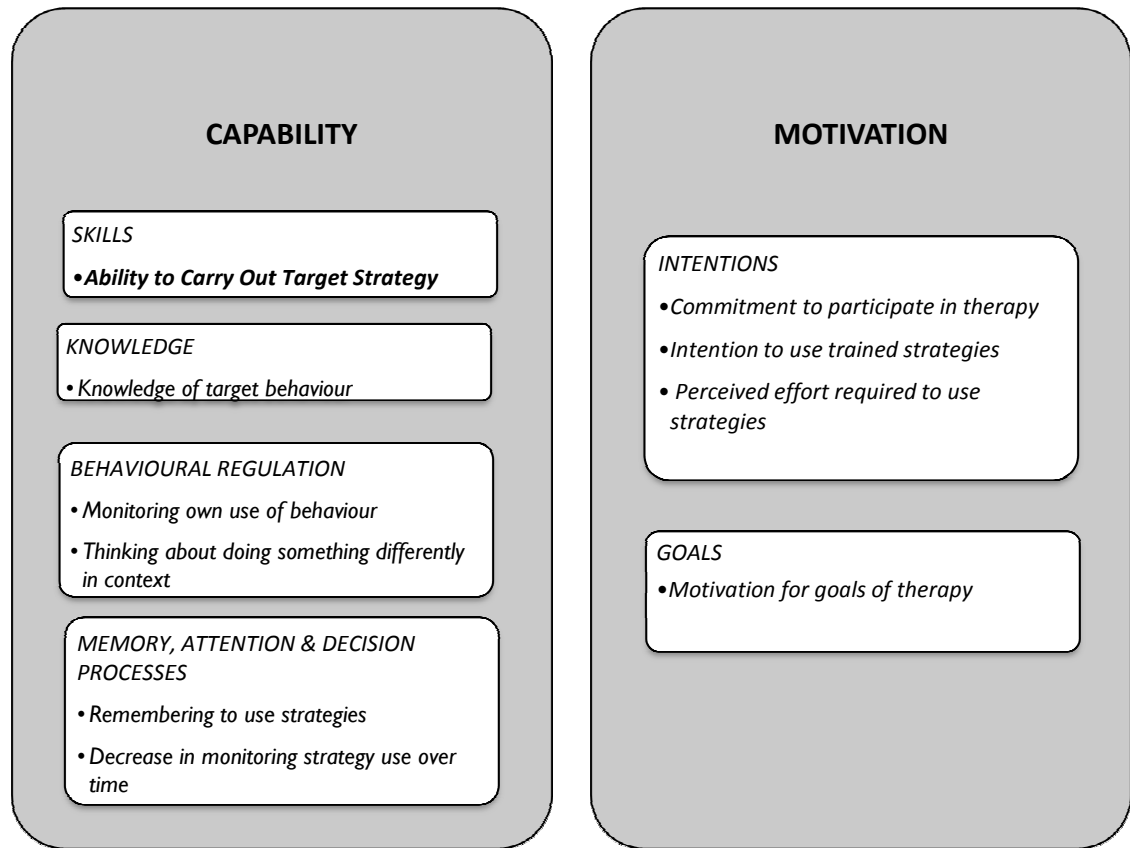 CAPABILITY
SKILLS
•Ability to Carry Out Target Strategy
KNOWLEDGE
•Knowledge of target behaviour
BEHAVIOURAL REGULATION
•Monitoring own use of behaviour
•Thinking about doing something differently
in context
MEMORY, ATTENTION & DECISION
PROCESSES
•Remembering to use strategies
•Decrease in monitoring strategy use over
time
MOTIVATION
INTENTIONS
•Commitment to participate in therapy
•Intention to use trained strategies
• Perceived effort required to use
strategies
GOALS
•Motivation for goals of therapy